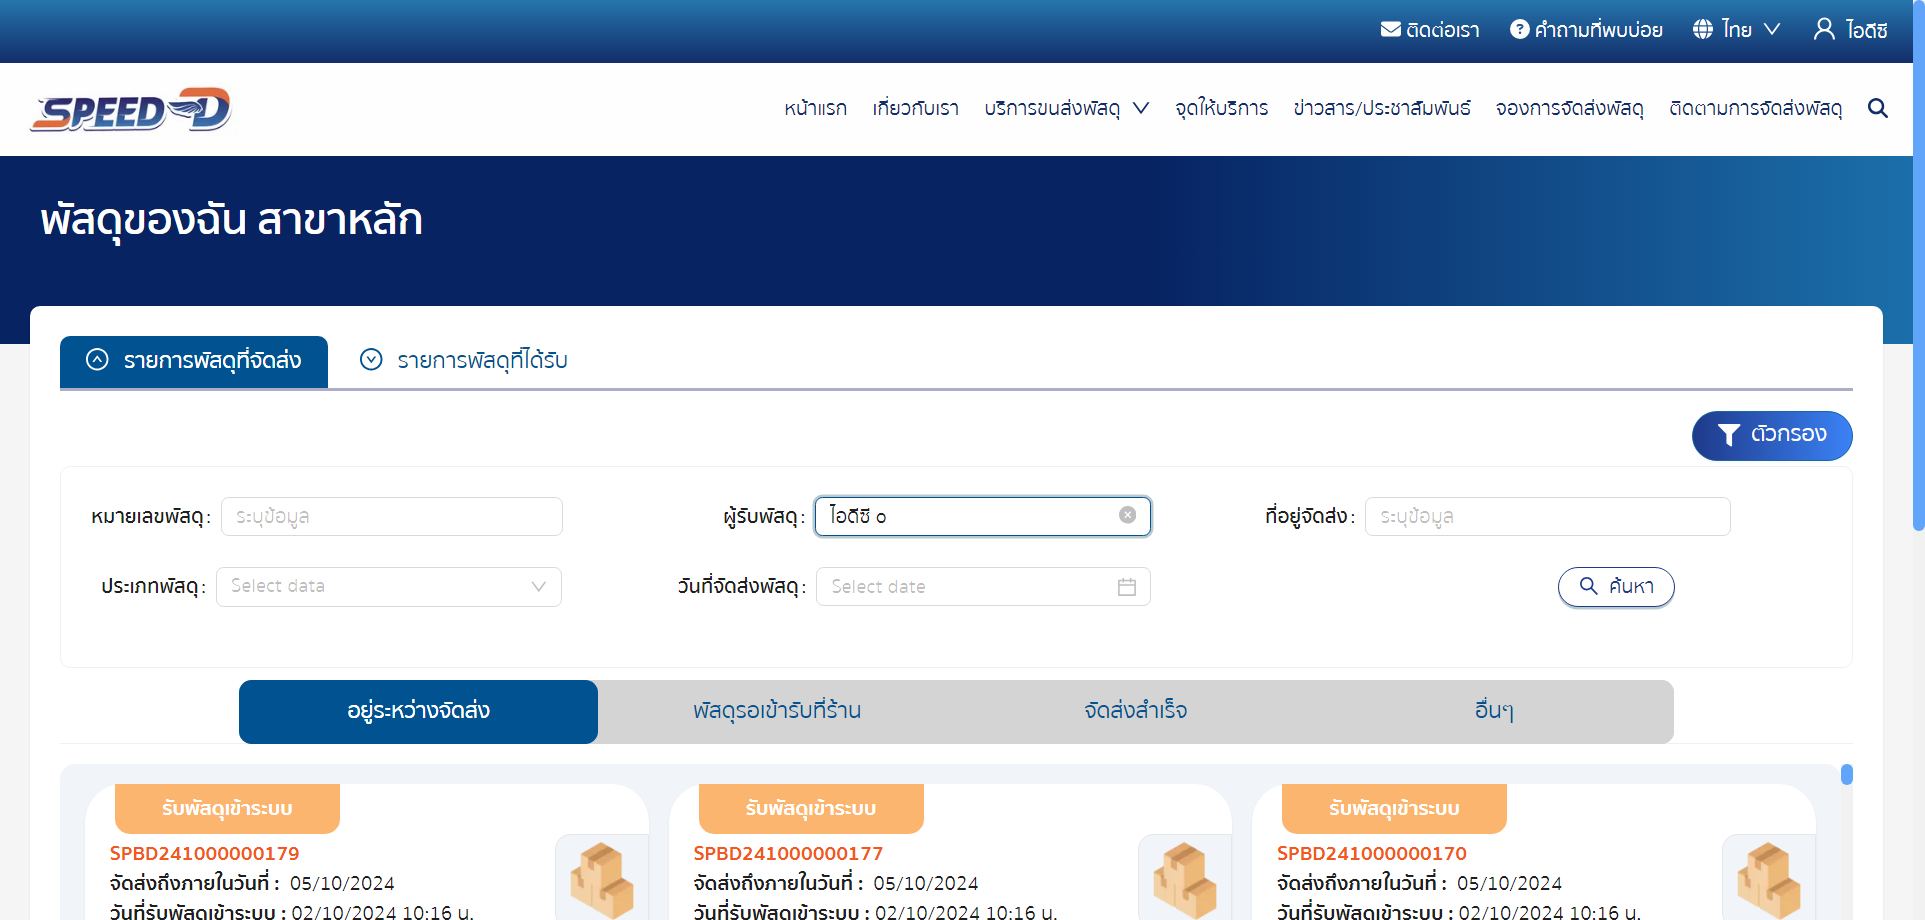 ติดต่อเรา คำถามที่พบบ่อย ไทย ไอดีซี
SPEED-D หน้าแรก เกี่ยวกับเรา บริการขนส่งพัสดุ จุดให้บริการ ข่าวสาร/ประชาสัมพันธ์ จองการจัดส่งพัสดุ ติดตามการจัดส่งพัสดุ
พัสดุของฉัน สาขาหลัก
รายการพัสดุที่จัดส่ง รายการพัสดุที่ได้รับ
ตัวกรอง
หมายเลขพัสดุ : ระบุข้อมูล ผู้รับพัสดุ : ไอดีซี ๐ ที่อยู่จัดส่ง : ระบุข้อมูล
ประเภทพัสดุ : Select data วันที่จัดส่งพัสดุ : Select date ค้นหา
อยู่ระหว่างจัดส่ง พัสดุรอเข้ารับที่ร้าน จัดส่งสำเร็จ อื่นๆ
รับพัสดุเข้าระบบ รับพัสดุเข้าระบบ รับพัสดุเข้าระบบ
SPBD241000000179 SPBD241000000177 SPBD241000000170
จัดส่งถึงภายในวันที่ : 05/10/2024 จัดส่งถึงภายในวันที่ : 05/10/2024 จัดส่งถึงภายในวันที่ : 05/10/2024
วันที่รับพัสดุเข้าระบบ : 02/10/2024 10:16 น. วันที่รับพัสดุเข้าระบบ : 02/10/2024 10:16 น. วันที่รับพัสดุเข้าระบบ : 02/10/2024 10:16 น.